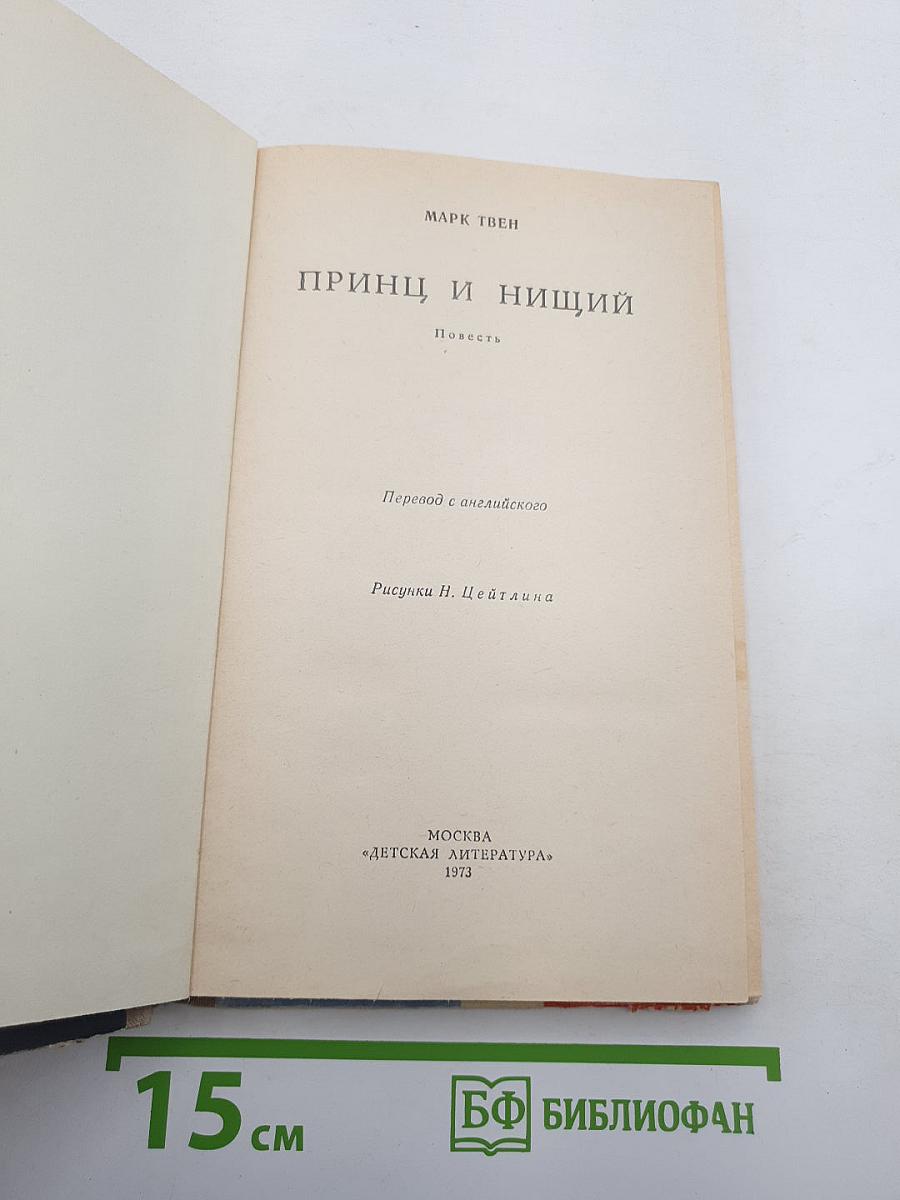 МАРК ТВЕН
ПРИНЦ И НИЩИЙ
Повесть
Перевод с английского
Рисунки Н. Цейтлина
МОСКВА
«ДЕТСКАЯ ЛИТЕРАТУРА»
1973
15 см
БФ БИБЛИОФАН